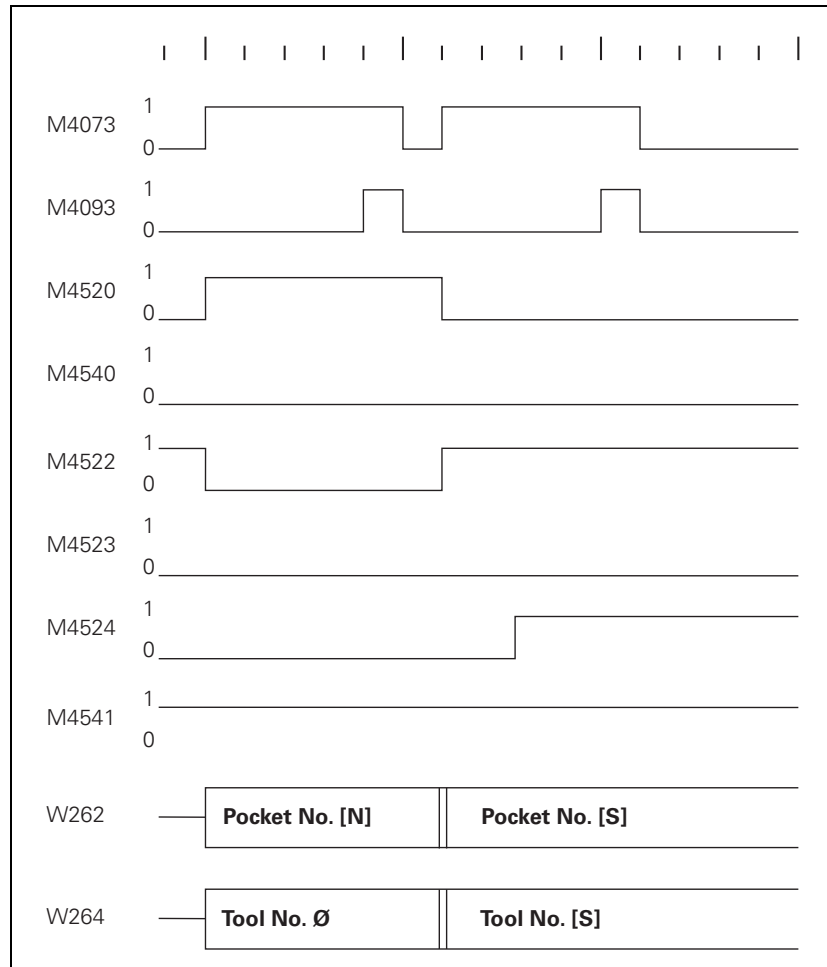 M4073 1
0
M4093 1
0
M4520 1
0
M4540 1
0
M4522 1
0
M4523 1
0
M4524 1
0
M4541 1
0
W262 Pocket No. [N] Pocket No. [S]
W264 Tool No. Ø Tool No. [S]